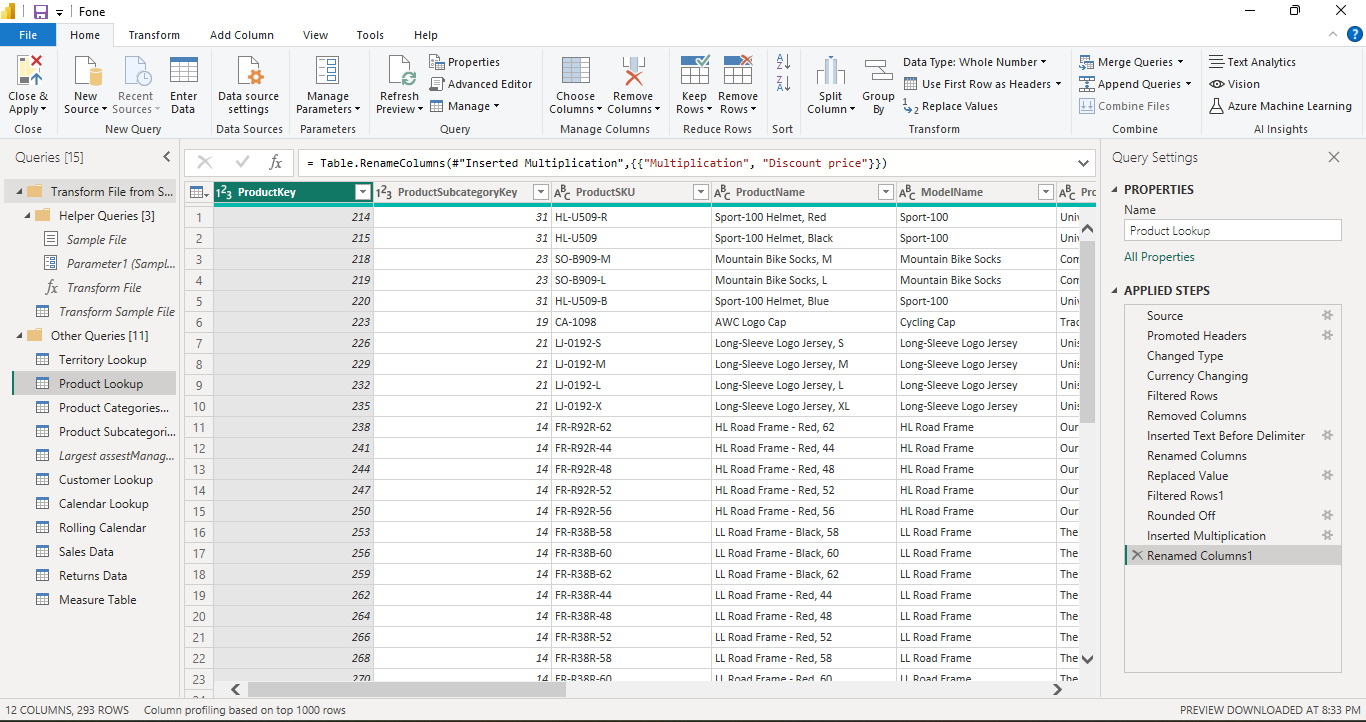 Fone
File Home Transform Add Column View Tools Help
Close & Apply
New Source
Recent Sources
Enter Data
Data source settings
Manage Parameters
Refresh Preview
Properties
Advanced Editor
Manage
Choose Columns
Remove Columns
Keep Rows
Remove Rows
Split Column
Group By
Data Type: Whole Number
Use First Row as Headers
Replace Values
Merge Queries
Append Queries
Combine Files
Text Analytics
Vision
Azure Machine Learning
Close New Query Data Sources Parameters Query Manage Columns Reduce Rows Sort Transform Combine AI Insights
Queries [15]
Transform File from S...
Helper Queries [3]
Sample File
Parameter1 (Sampl...
fx Transform File
Transform Sample File
Other Queries [11]
Territory Lookup
Product Lookup
Product Categories...
Product Subcategori...
Largest assestManag...
Customer Lookup
Calendar Lookup
Rolling Calendar
Sales Data
Returns Data
Measure Table
fx = Table.RenameColumns(#"Inserted Multiplication",{{"Multiplication", "Discount price"}})
ProductKey ProductSubcategoryKey ProductSKU ProductName ModelName Pro
1 214 31 HL-U509-R Sport-100 Helmet, Red Sport-100 Univ
2 215 31 HL-U509 Sport-100 Helmet, Black Sport-100 Univ
3 218 23 SO-B909-M Mountain Bike Socks, M Mountain Bike Socks Com
4 219 23 SO-B909-L Mountain Bike Socks, L Mountain Bike Socks Com
5 220 31 HL-U509-B Sport-100 Helmet, Blue Sport-100 Univ
6 223 19 CA-1098 AWC Logo Cap Cycling Cap Trad
7 226 21 LJ-0192-S Long-Sleeve Logo Jersey, S Long-Sleeve Logo Jersey Unis
8 229 21 LJ-0192-M Long-Sleeve Logo Jersey, M Long-Sleeve Logo Jersey Unis
9 232 21 LJ-0192-L Long-Sleeve Logo Jersey, L Long-Sleeve Logo Jersey Unis
10 235 21 LJ-0192-X Long-Sleeve Logo Jersey, XL Long-Sleeve Logo Jersey Unis
11 238 14 FR-R92R-62 HL Road Frame - Red, 62 HL Road Frame Our
12 241 14 FR-R92R-44 HL Road Frame - Red, 44 HL Road Frame Our
13 244 14 FR-R92R-48 HL Road Frame - Red, 48 HL Road Frame Our
14 247 14 FR-R92R-52 HL Road Frame - Red, 52 HL Road Frame Our
15 250 14 FR-R92R-56 HL Road Frame - Red, 56 HL Road Frame Our
16 253 14 FR-R38B-58 LL Road Frame - Black, 58 LL Road Frame The
17 256 14 FR-R38B-60 LL Road Frame - Black, 60 LL Road Frame The
18 259 14 FR-R38B-62 LL Road Frame - Black, 62 LL Road Frame The
19 262 14 FR-R38R-44 LL Road Frame - Red, 44 LL Road Frame The
20 264 14 FR-R38R-48 LL Road Frame - Red, 48 LL Road Frame The
21 266 14 FR-R38R-52 LL Road Frame - Red, 52 LL Road Frame The
22 268 14 FR-R38R-58 LL Road Frame - Red, 58 LL Road Frame The
23 270 14 FR-R38R-60 LL Road Frame - Red, 60 LL Road Frame The
Query Settings
PROPERTIES
Name
Product Lookup
All Properties
APPLIED STEPS
Source
Promoted Headers
Changed Type
Currency Changing
Filtered Rows
Removed Columns
Inserted Text Before Delimiter
Renamed Columns
Replaced Value
Filtered Rows1
Rounded Off
Inserted Multiplication
Renamed Columns1
12 COLUMNS, 293 ROWS Column profiling based on top 1000 rows PREVIEW DOWNLOADED AT 8:33 PM